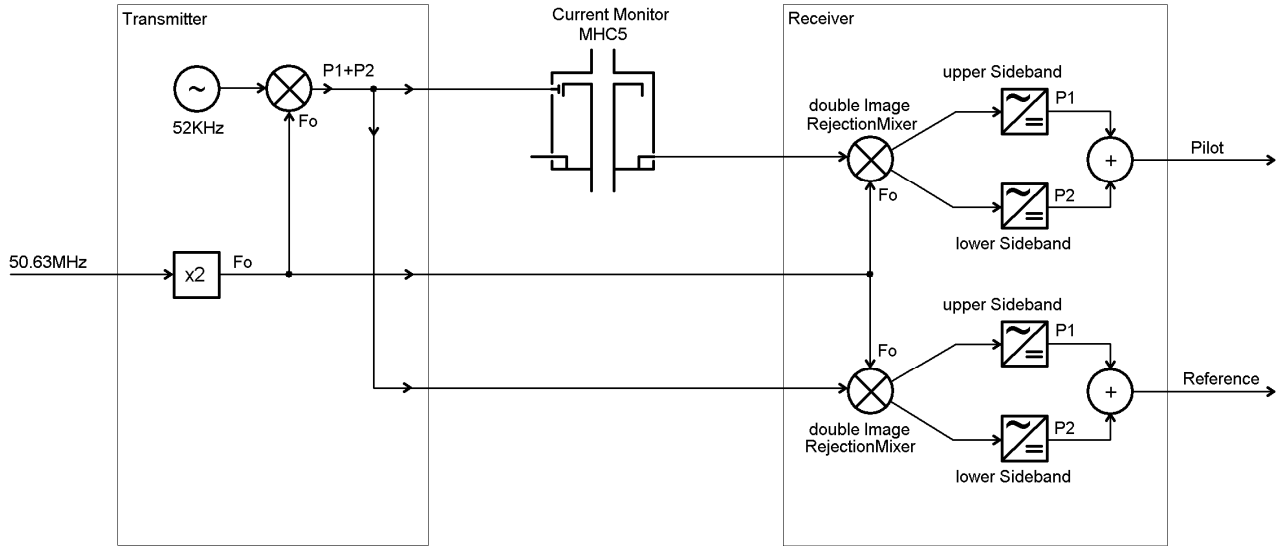 Transmitter
Current Monitor
MHC5
Receiver
~
52KHz
P1+P2
Fo
upper Sideband
P1
double Image
RejectionMixer
Fo
+
Pilot
P2
lower Sideband
50.63MHz
x2
Fo
upper Sideband
P1
Fo
+
Reference
double Image
RejectionMixer
P2
lower Sideband